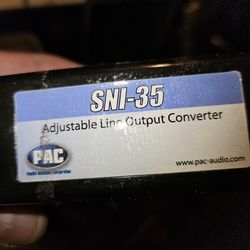 SNI-35
Adjustable Line Output Converter
PAC
Pacific Accessory Corporation
www.pac-audio.com